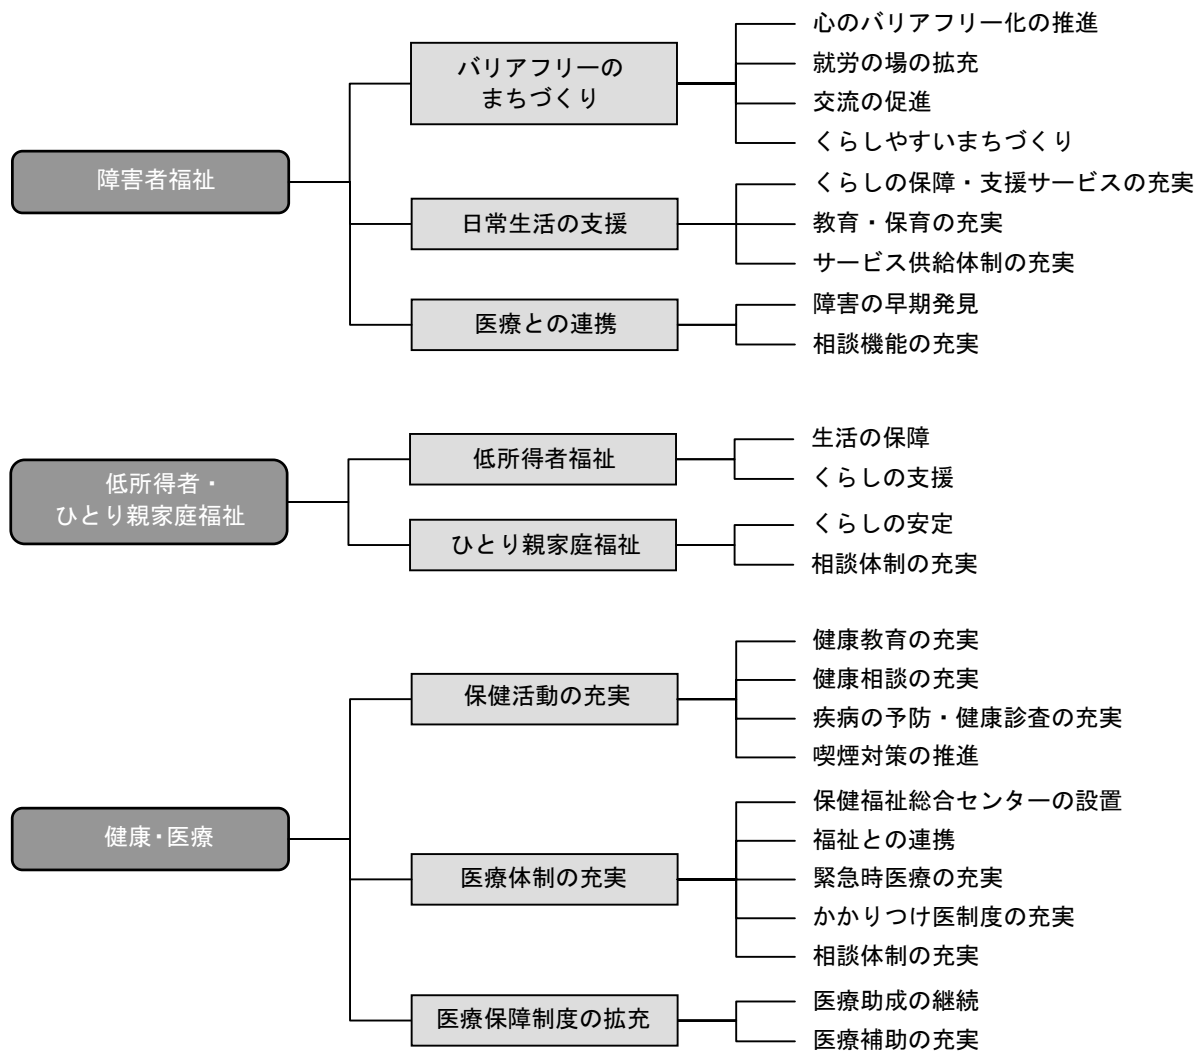 障害者福祉
バリアフリーの
まちづくり
心のバリアフリー化の推進
就労の場の拡充
交流の促進
くらしやすいまちづくり
日常生活の支援
くらしの保障・支援サービスの充実
教育・保育の充実
サービス供給体制の充実
医療との連携
障害の早期発見
相談機能の充実
低所得者・
ひとり親家庭福祉
低所得者福祉
生活の保障
くらしの支援
ひとり親家庭福祉
くらしの安定
相談体制の充実
健康・医療
保健活動の充実
健康教育の充実
健康相談の充実
疾病の予防・健康診査の充実
喫煙対策の推進
医療体制の充実
保健福祉総合センターの設置
福祉との連携
緊急時医療の充実
かかりつけ医制度の充実
相談体制の充実
医療保障制度の拡充
医療助成の継続
医療補助の充実